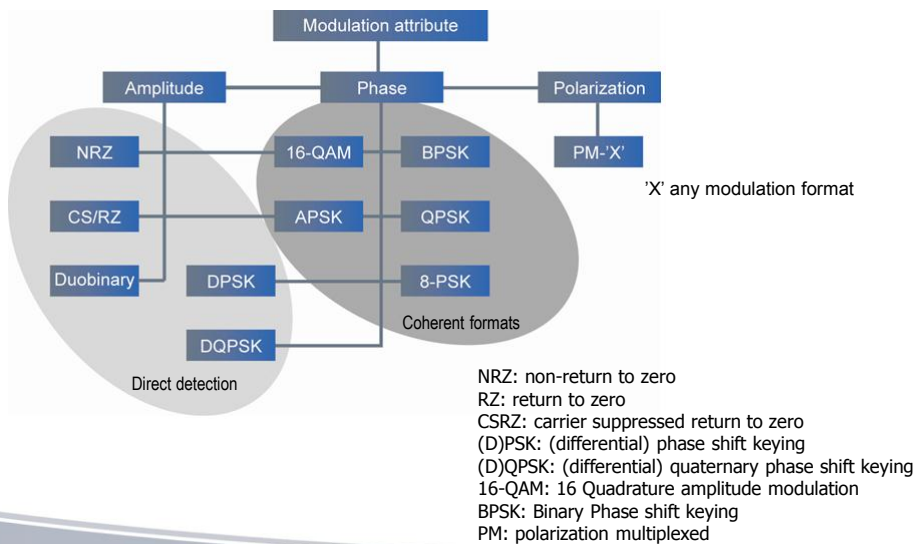 Modulation attribute
Amplitude Phase Polarization
NRZ 16-QAM BPSK PM-'X'
'X' any modulation format
CS/RZ APSK QPSK
Duobinary DPSK 8-PSK
Coherent formats
DQPSK
Direct detection
NRZ: non-return to zero
RZ: return to zero
CSRZ: carrier suppressed return to zero
(D)PSK: (differential) phase shift keying
(D)QPSK: (differential) quaternary phase shift keying
16-QAM: 16 Quadrature amplitude modulation
BPSK: Binary Phase shift keying
PM: polarization multiplexed